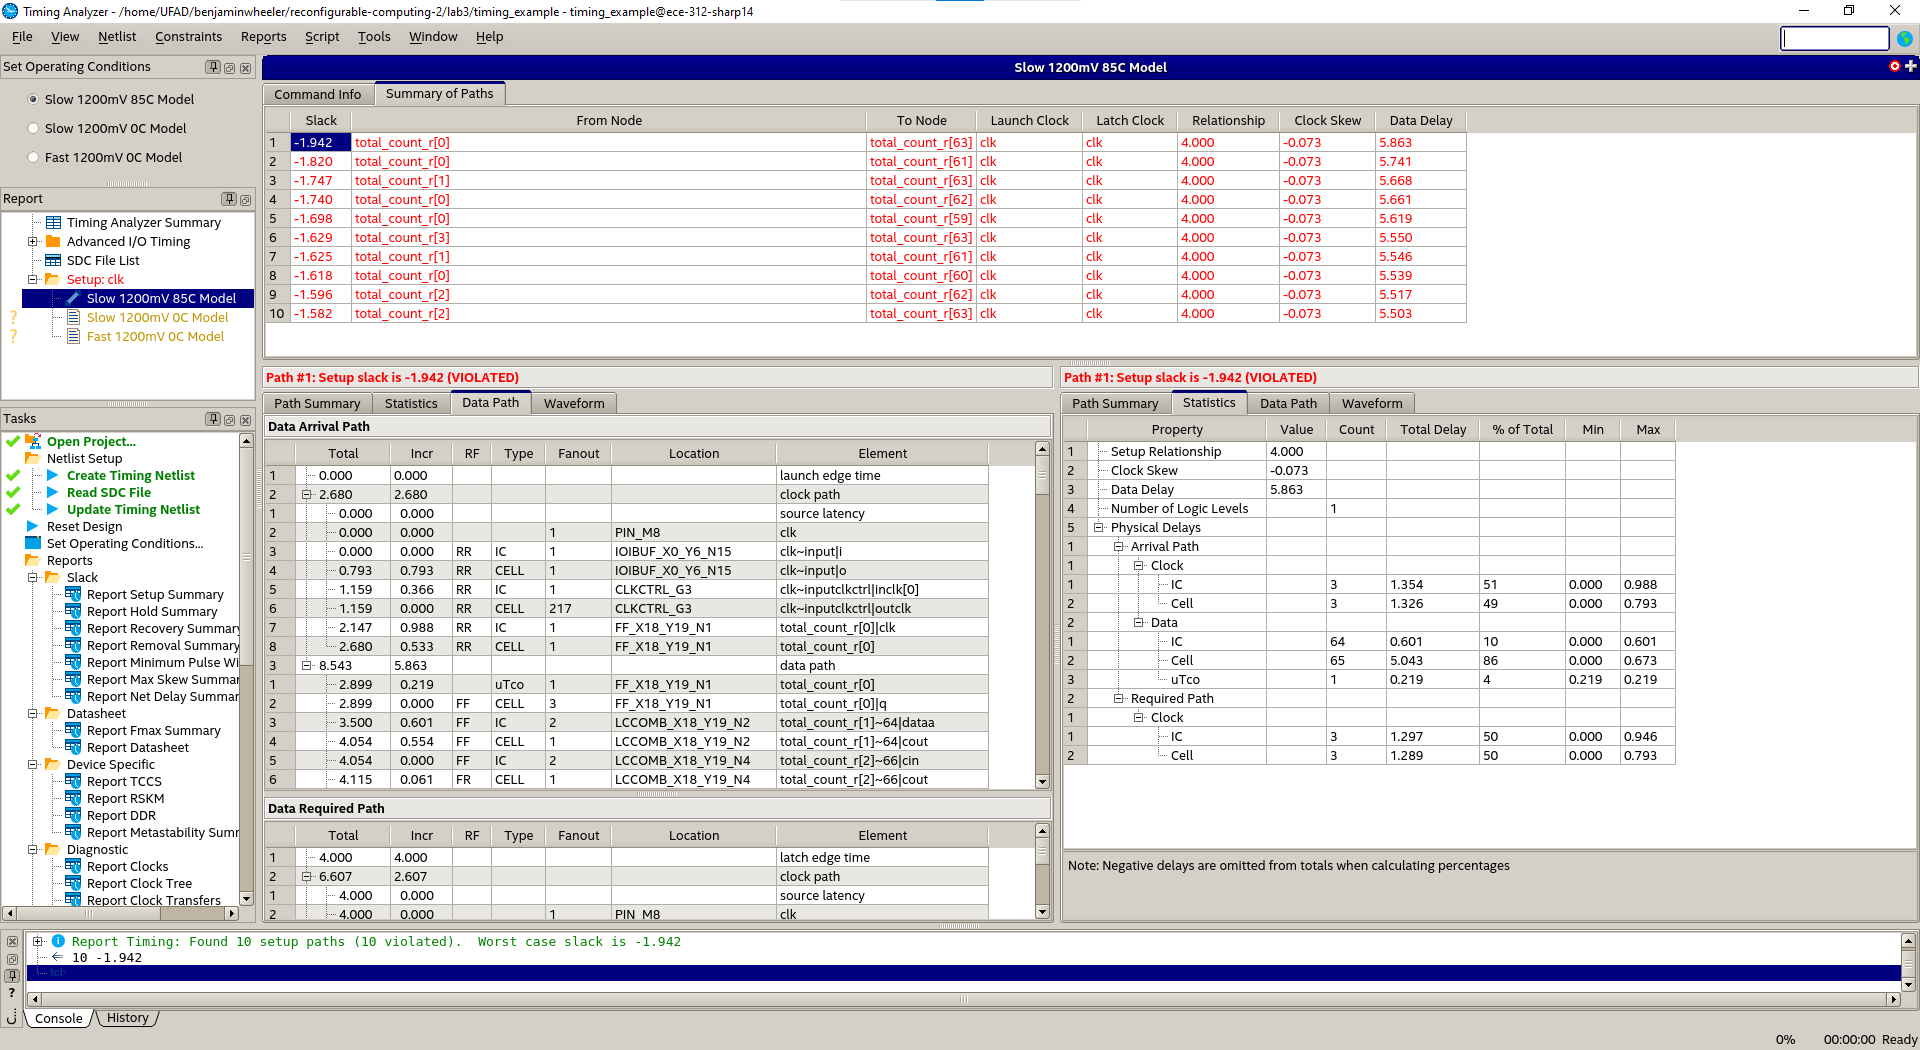 Timing Analyzer - /home/UFAD/benjaminwheeler/reconfigurable-computing-2/lab3/timing_example - timing_example@ece-312-sharp14
File View Netlist Constraints Reports Script Tools Window Help
Set Operating Conditions
Slow 1200mV 85C Model
Slow 1200mV 0C Model
Fast 1200mV 0C Model
Report
Timing Analyzer Summary
Advanced I/O Timing
SDC File List
Setup: clk
Slow 1200mV 85C Model
Slow 1200mV 0C Model
Fast 1200mV 0C Model
Tasks
Open Project...
Netlist Setup
Create Timing Netlist
Read SDC File
Update Timing Netlist
Reset Design
Set Operating Conditions...
Reports
Slack
Report Setup Summary
Report Hold Summary
Report Recovery Summary
Report Removal Summar
Report Minimum Pulse Wi
Report Max Skew Summar
Report Net Delay Summar
Datasheet
Report Fmax Summary
Report Datasheet
Device Specific
Report TCCS
Report RSKM
Report DDR
Report Metastability Sumr
Diagnostic
Report Clocks
Report Clock Tree
Report Clock Transfers
Slow 1200mV 85C Model
Command Info Summary of Paths
Slack From Node To Node Launch Clock Latch Clock Relationship Clock Skew Data Delay
1 -1.942 total_count_r[0] total_count_r[63] clk clk 4.000 -0.073 5.863
2 -1.820 total_count_r[0] total_count_r[61] clk clk 4.000 -0.073 5.741
3 -1.747 total_count_r[1] total_count_r[63] clk clk 4.000 -0.073 5.668
4 -1.740 total_count_r[0] total_count_r[62] clk clk 4.000 -0.073 5.661
5 -1.698 total_count_r[0] total_count_r[59] clk clk 4.000 -0.073 5.619
6 -1.629 total_count_r[3] total_count_r[63] clk clk 4.000 -0.073 5.550
7 -1.625 total_count_r[1] total_count_r[61] clk clk 4.000 -0.073 5.546
8 -1.618 total_count_r[0] total_count_r[60] clk clk 4.000 -0.073 5.539
9 -1.596 total_count_r[2] total_count_r[62] clk clk 4.000 -0.073 5.517
10 -1.582 total_count_r[2] total_count_r[63] clk clk 4.000 -0.073 5.503
Path #1: Setup slack is -1.942 (VIOLATED)
Path Summary Statistics Data Path Waveform
Data Arrival Path
Total Incr RF Type Fanout Location Element
1 0.000 0.000 launch edge time
2 2.680 2.680 clock path
1 0.000 0.000 source latency
2 0.000 0.000 1 PIN_M8 clk
3 0.000 0.000 RR IC 1 IOIBUF_X0_Y6_N15 clk~input|i
4 0.793 0.793 RR CELL 1 IOIBUF_X0_Y6_N15 clk~input|o
5 1.159 0.366 RR IC 1 CLKCTRL_G3 clk~inputclkctrl|inclk[0]
6 1.159 0.000 RR CELL 217 CLKCTRL_G3 clk~inputclkctrl|outclk
7 2.147 0.988 RR IC 1 FF_X18_Y19_N1 total_count_r[0]|clk
8 2.680 0.533 RR CELL 1 FF_X18_Y19_N1 total_count_r[0]
3 8.543 5.863 data path
1 2.899 0.219 uTco 1 FF_X18_Y19_N1 total_count_r[0]
2 2.899 0.000 FF CELL 3 FF_X18_Y19_N1 total_count_r[0]|q
3 3.500 0.601 FF IC 2 LCCOMB_X18_Y19_N2 total_count_r[1]~64|dataa
4 4.054 0.554 FF CELL 1 LCCOMB_X18_Y19_N2 total_count_r[1]~64|cout
5 4.054 0.000 FF IC 2 LCCOMB_X18_Y19_N4 total_count_r[2]~66|cin
6 4.115 0.061 FR CELL 1 LCCOMB_X18_Y19_N4 total_count_r[2]~66|cout
Data Required Path
Total Incr RF Type Fanout Location Element
1 4.000 4.000 latch edge time
2 6.607 2.607 clock path
1 4.000 0.000 source latency
2 4.000 0.000 1 PIN_M8 clk
Path #1: Setup slack is -1.942 (VIOLATED)
Path Summary Statistics Data Path Waveform
Property Value Count Total Delay % of Total Min Max
1 Setup Relationship 4.000
2 Clock Skew -0.073
3 Data Delay 5.863
4 Number of Logic Levels 1
5 Physical Delays
1 Arrival Path
1 Clock
1 IC 3 1.354 51 0.000 0.988
2 Cell 3 1.326 49 0.000 0.793
2 Data
1 IC 64 0.601 10 0.000 0.601
2 Cell 65 5.043 86 0.000 0.673
3 uTco 1 0.219 4 0.219 0.219
2 Required Path
1 Clock
1 IC 3 1.297 50 0.000 0.946
2 Cell 3 1.289 50 0.000 0.793
Note: Negative delays are omitted from totals when calculating percentages
Report Timing: Found 10 setup paths (10 violated). Worst case slack is -1.942
10 -1.942
tcl>
Console History
0% 00:00:00 Ready